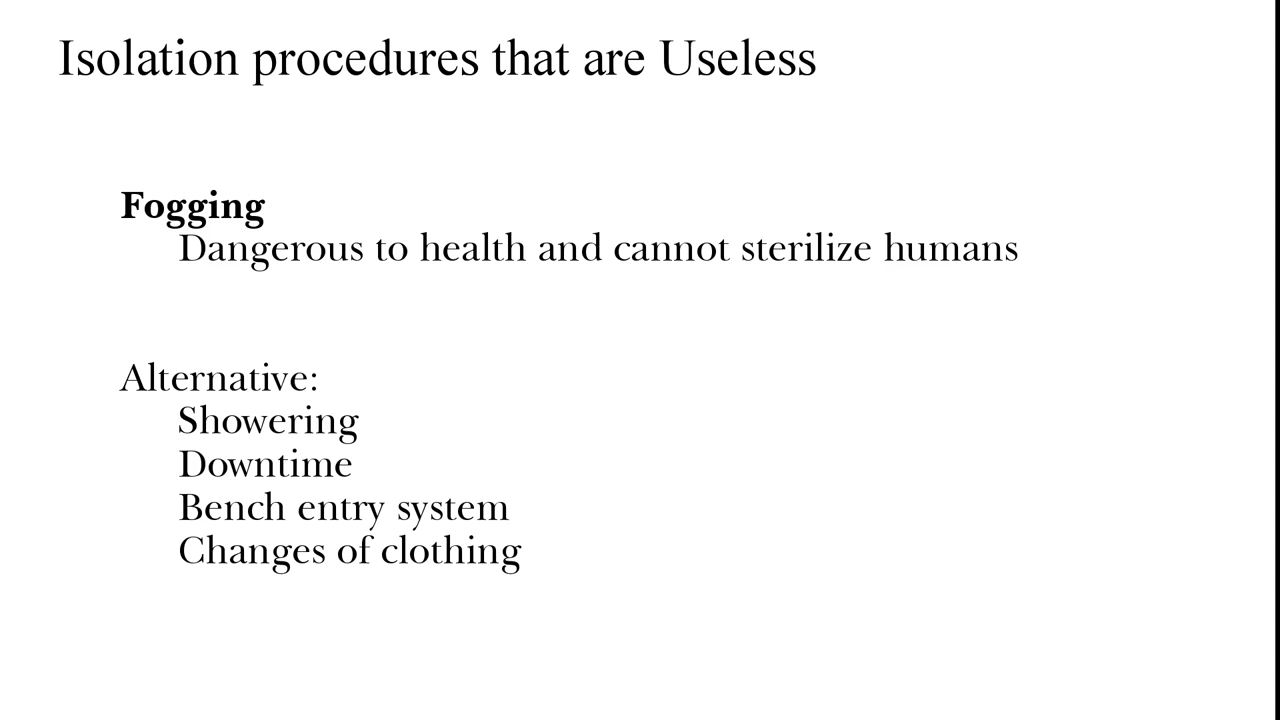 Isolation procedures that are Useless
Fogging
Dangerous to health and cannot sterilize humans
Alternative:
Showering
Downtime
Bench entry system
Changes of clothing